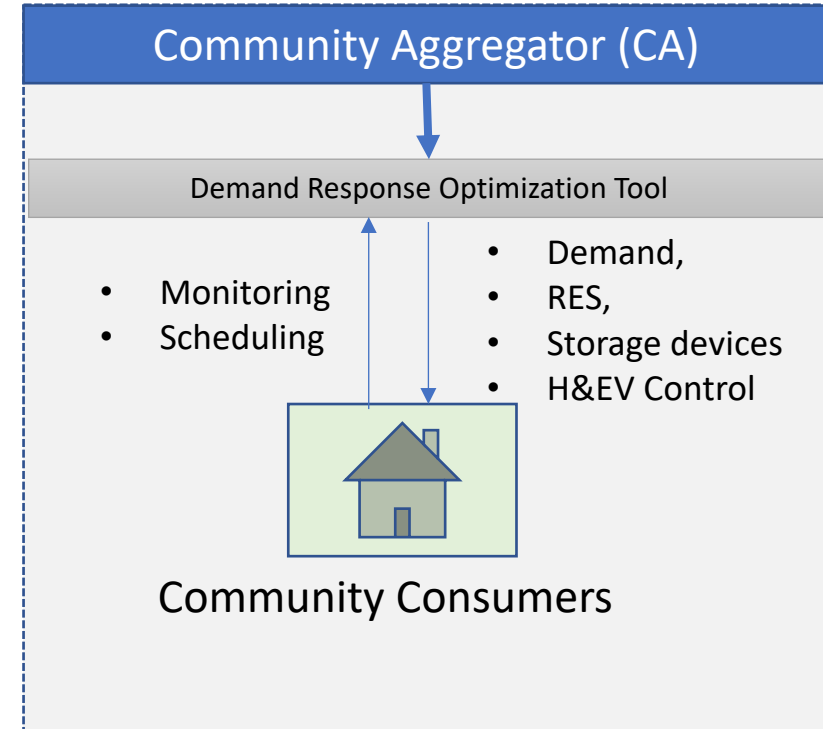 Community Aggregator (CA)
Demand Response Optimization Tool
• Monitoring
• Scheduling
• Demand,
• RES,
• Storage devices
• H&EV Control
Community Consumers